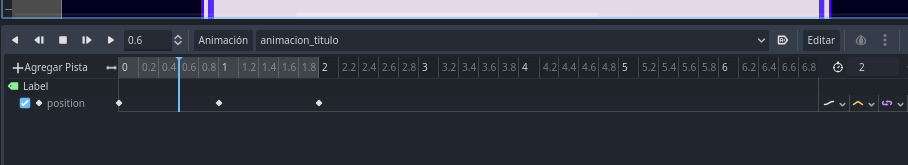 0.6 Animación animacion_titulo Editar
Agregar Pista 0 0.2 0.4 0.6 0.8 1 1.2 1.4 1.6 1.8 2 2.2 2.4 2.6 2.8 3 3.2 3.4 3.6 3.8 4 4.2 4.4 4.6 4.8 5 5.2 5.4 5.6 5.8 6 6.2 6.4 6.6 6.8 2
Label
position